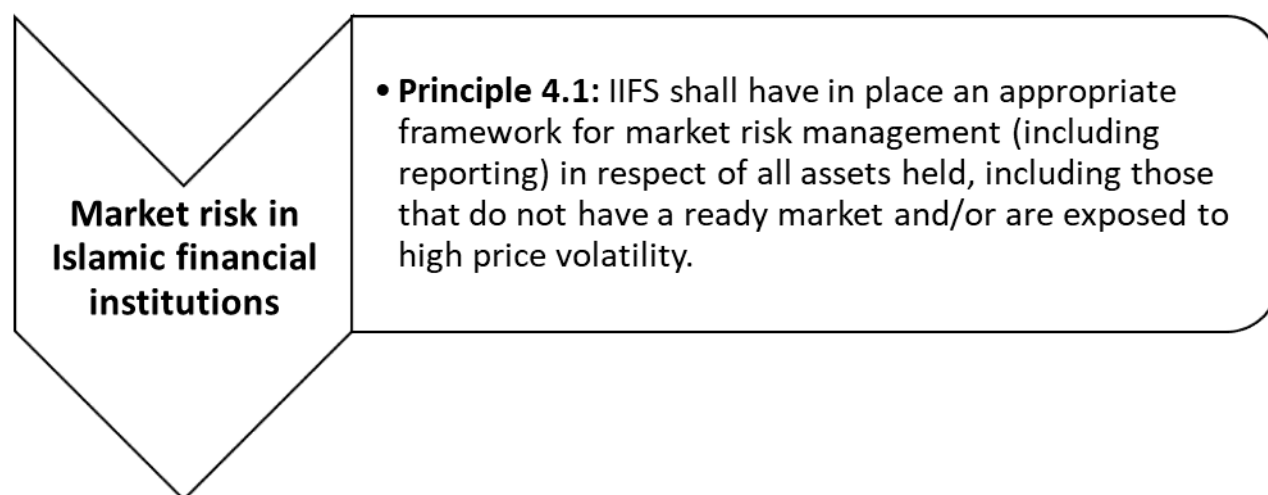 Market risk in
Islamic financial
institutions
• Principle 4.1: IIFS shall have in place an appropriate
framework for market risk management (including
reporting) in respect of all assets held, including those
that do not have a ready market and/or are exposed to
high price volatility.